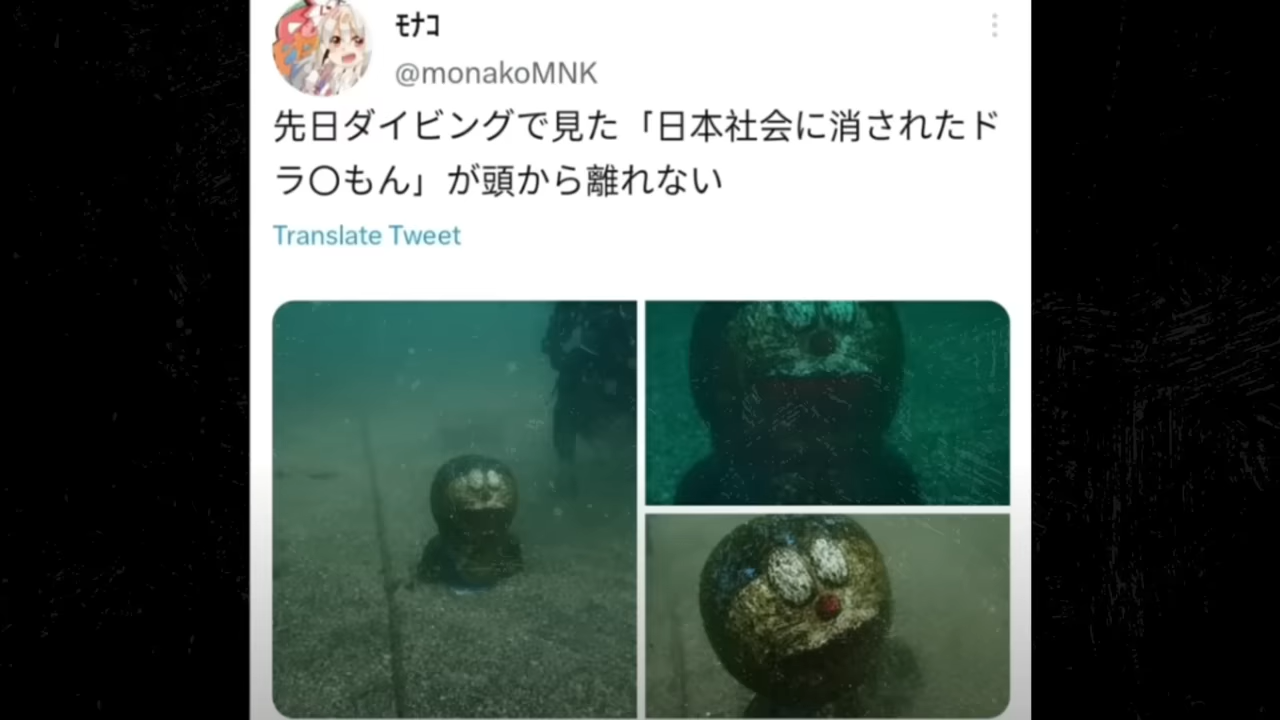 モナコ
@monakoMNK
先日ダイビングで見た「日本社会に消されたド
ラ〇もん」が頭から離れない
Translate Tweet